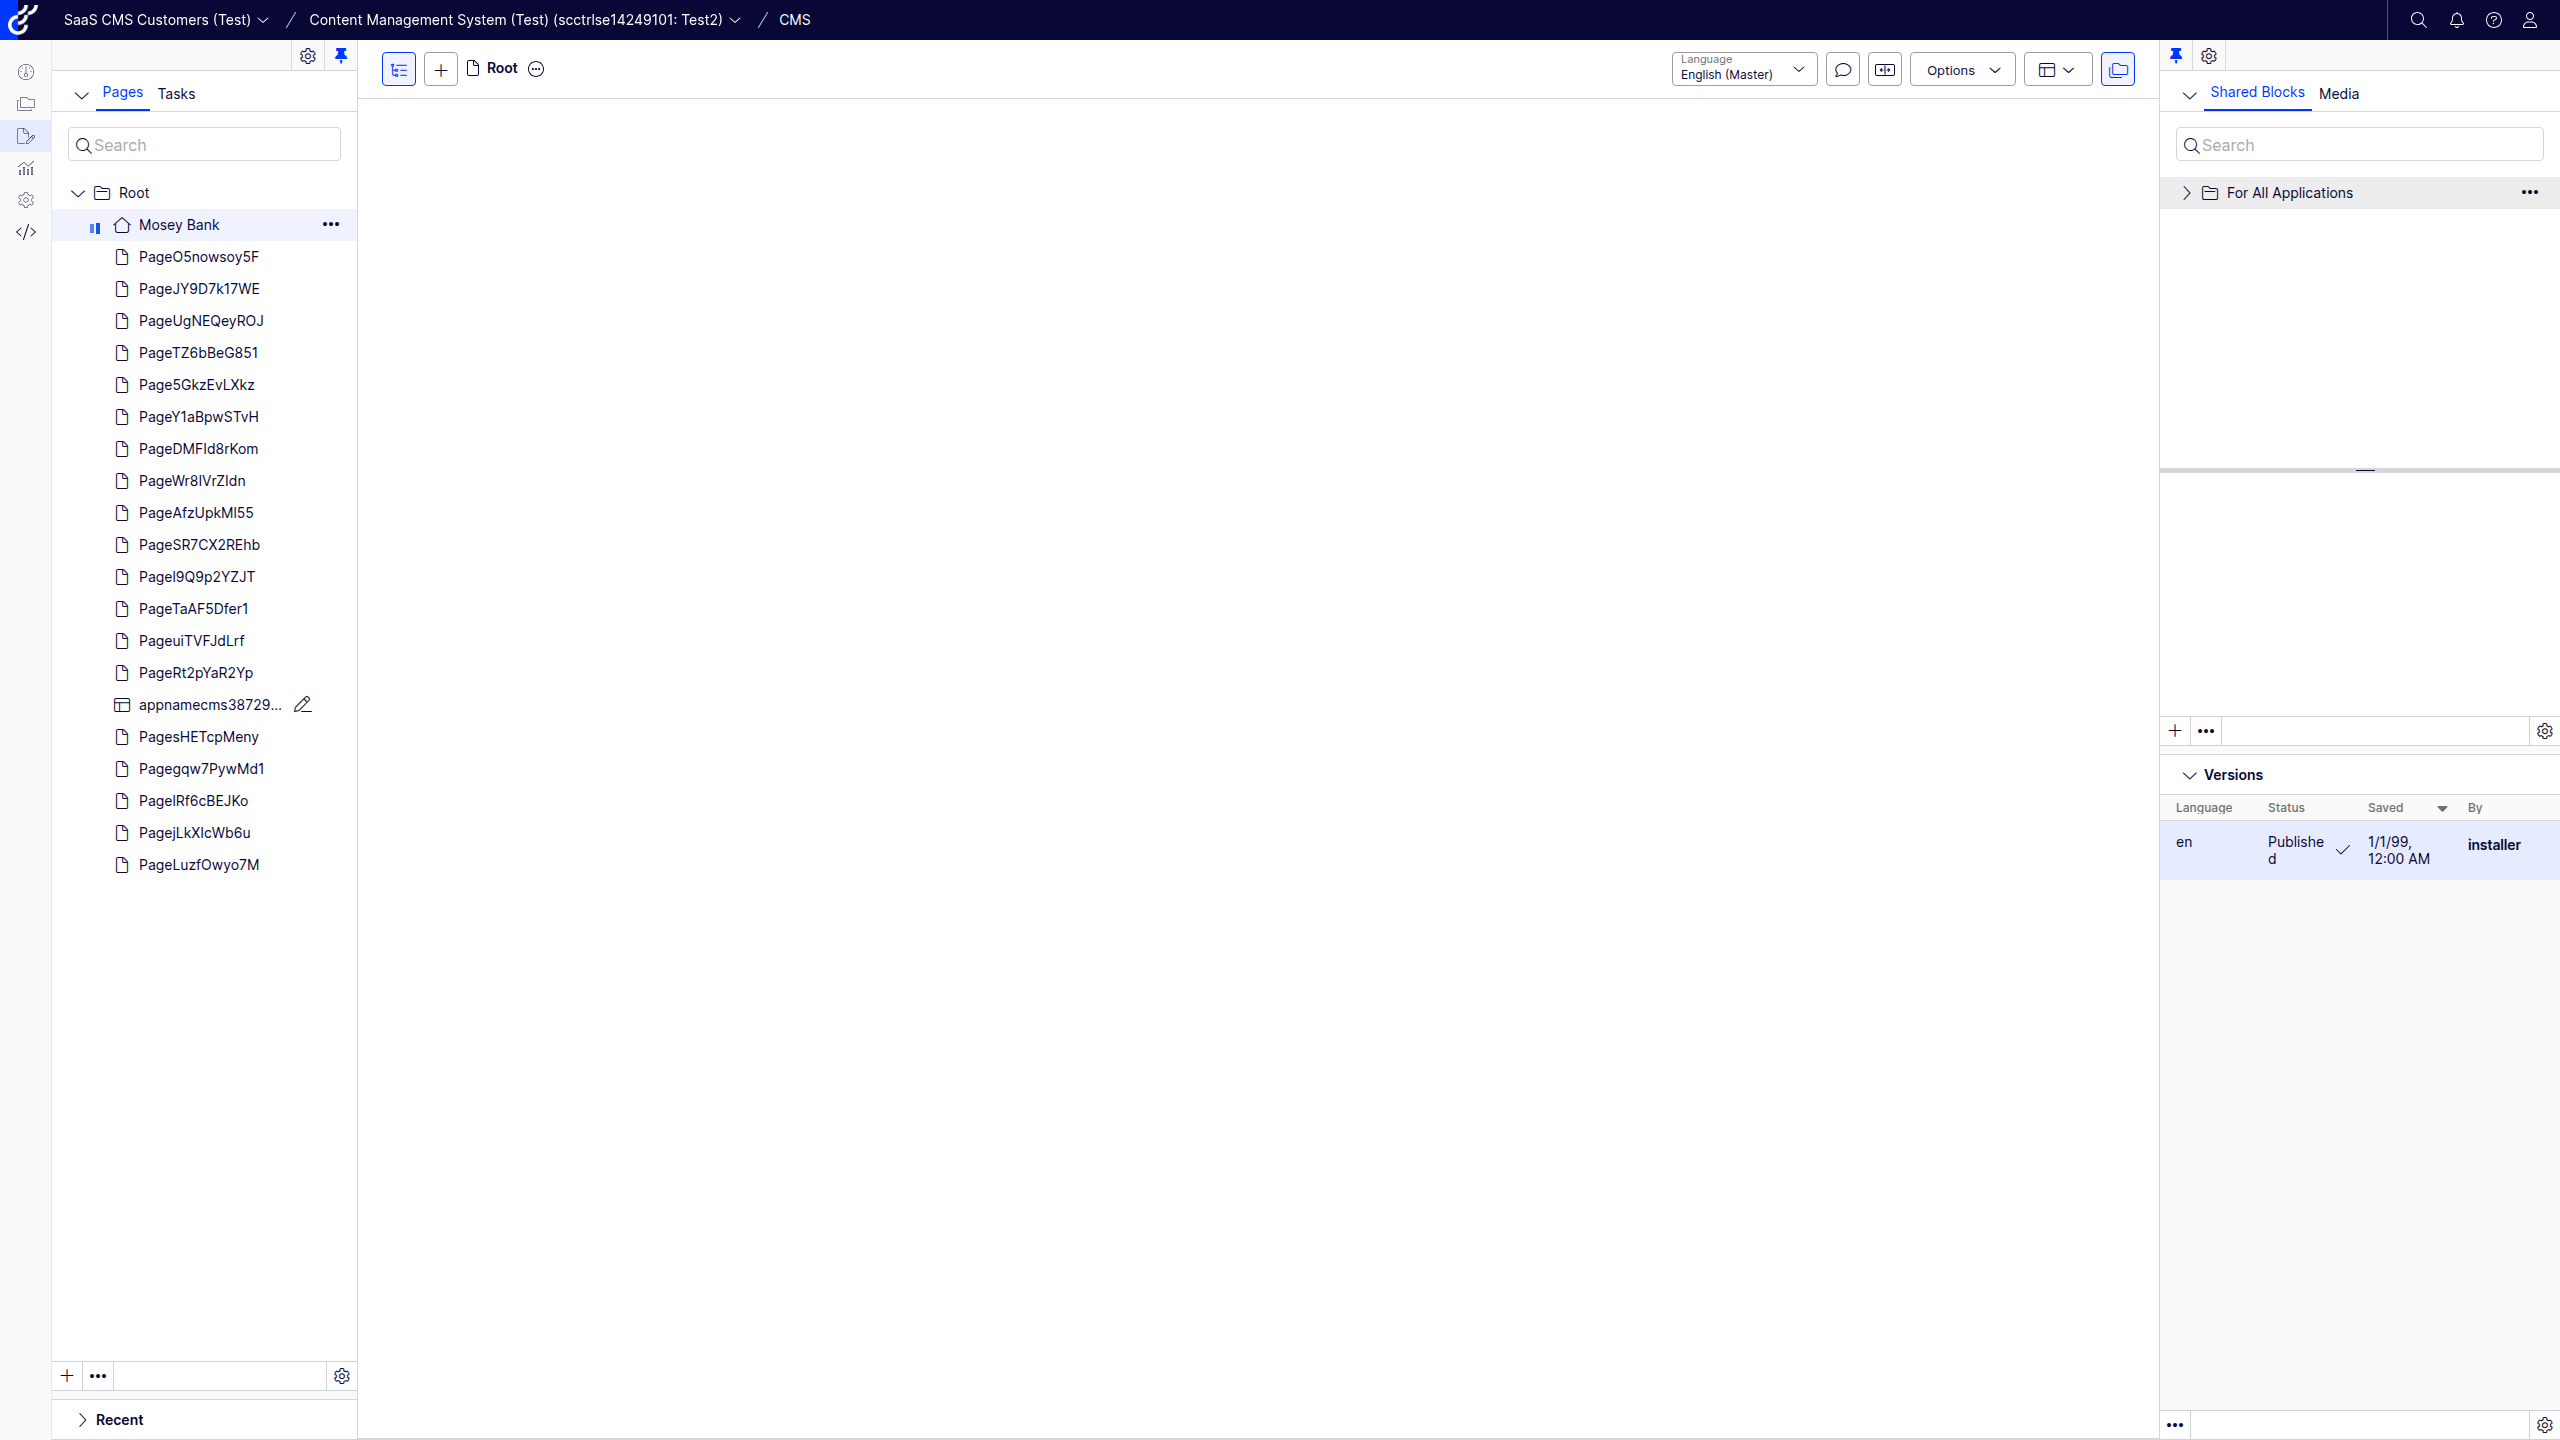 SaaS CMS Customers (Test)
Content Management System (Test) (scctrlse14249101: Test2)
CMS
Pages
Tasks
Search
Root
Mosey Bank
PageO5nowsoy5F
PageJY9D7k17WE
PageUgNEQeyROJ
PageTZ6bBeG851
Page5GkzEvLXkz
PageY1aBpwSTvH
PageDMFId8rKom
PageWr8lVrZldn
PageAfzUpkMl55
PageSR7CX2REhb
PageI9Q9p2YZJT
PageTaAF5Dfer1
PageuiTVFJdLrf
PageRt2pYaR2Yp
appnamecms38729...
PagesHETcpMeny
Pagegqw7PywMd1
PagelRf6cBEJKo
PagejLkXlcWb6u
PageLuzfOwyo7M
Recent
Root
Language
English (Master)
Options
Shared Blocks
Media
Search
For All Applications
Versions
Language
Status
Saved
By
en
Publishe
d
1/1/99,
12:00 AM
installer